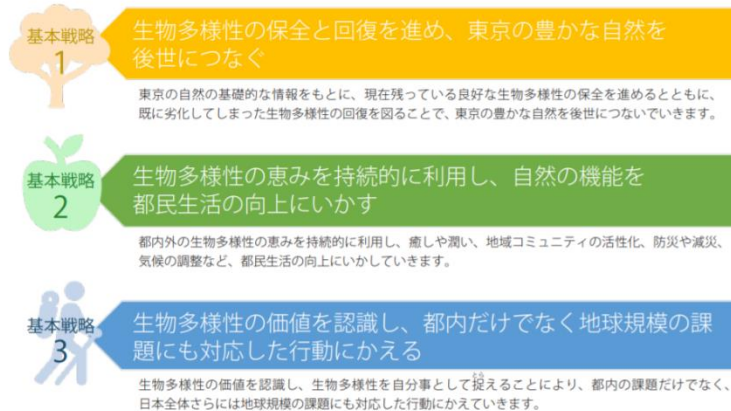 基本戦略
1
生物多様性の保全と回復を進め、東京の豊かな自然を
後世につなぐ
東京の自然の基礎的な情報をもとに、現在残っている良好な生物多様性の保全を進めるとともに、
既に劣化してしまった生物多様性の回復を図ることで、東京の豊かな自然を後世につないでいきます。
基本戦略
2
生物多様性の恵みを持続的に利用し、自然の機能を
都民生活の向上にいかす
都内外の生物多様性の恵みを持続的に利用し、癒しや潤い、地域コミュニティの活性化、防災や減災、
気候の調整など、都民生活の向上にいかしていきます。
基本戦略
3
生物多様性の価値を認識し、都内だけでなく地球規模の課
題にも対応した行動にかえる
生物多様性の価値を認識し、生物多様性を自分事として捉えることにより、都内の課題だけでなく、
日本全体さらには地球規模の課題にも対応した行動にかえていきます。